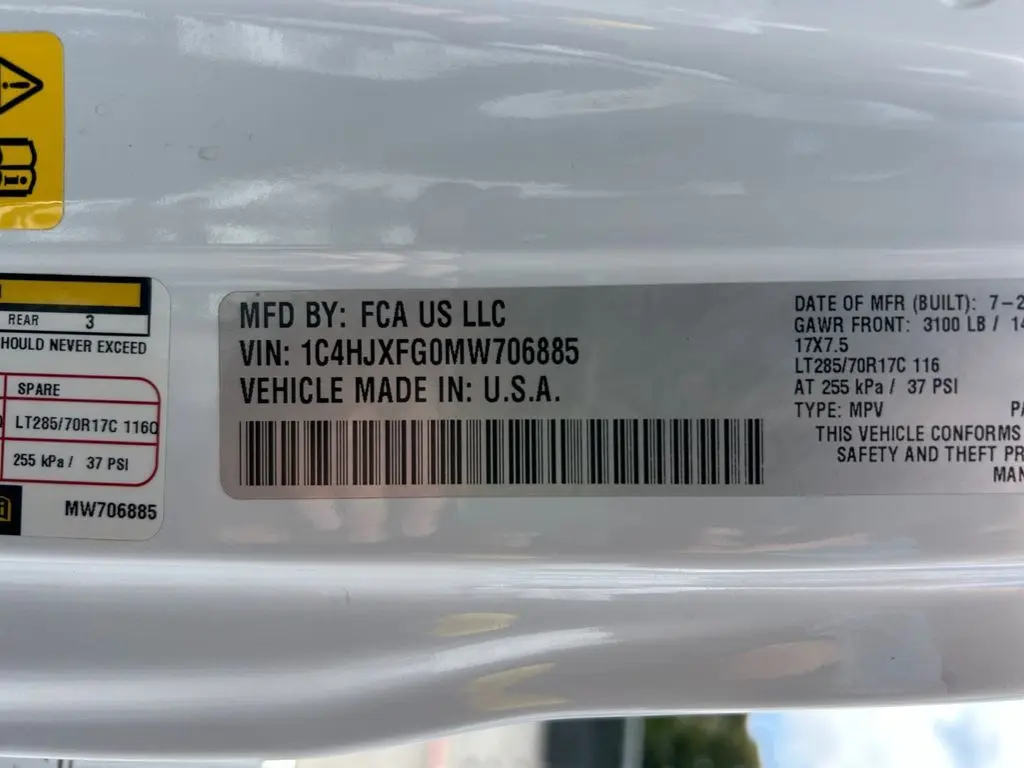 REAR 3
HOULD NEVER EXCEED
SPARE
LT285/70R17C 116Q
255 kPa / 37 PSI
MW706885
MFD BY: FCA US LLC
VIN: 1C4HJXFG0MW706885
VEHICLE MADE IN: U.S.A.
DATE OF MFR (BUILT): 7-2
GAWR FRONT: 3100 LB / 14
17X7.5
LT285/70R17C 116
AT 255 kPa / 37 PSI
TYPE: MPV PA
THIS VEHICLE CONFORMS
SAFETY AND THEFT PR
MAN